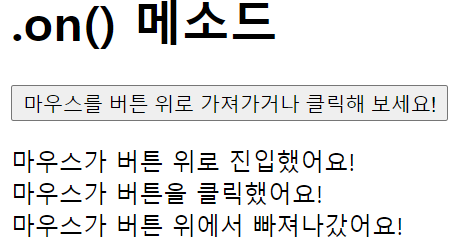 .on() 메소드
마우스를 버튼 위로 가져가거나 클릭해 보세요!
마우스가 버튼 위로 진입했어요!
마우스가 버튼을 클릭했어요!
마우스가 버튼 위에서 빠져나갔어요!